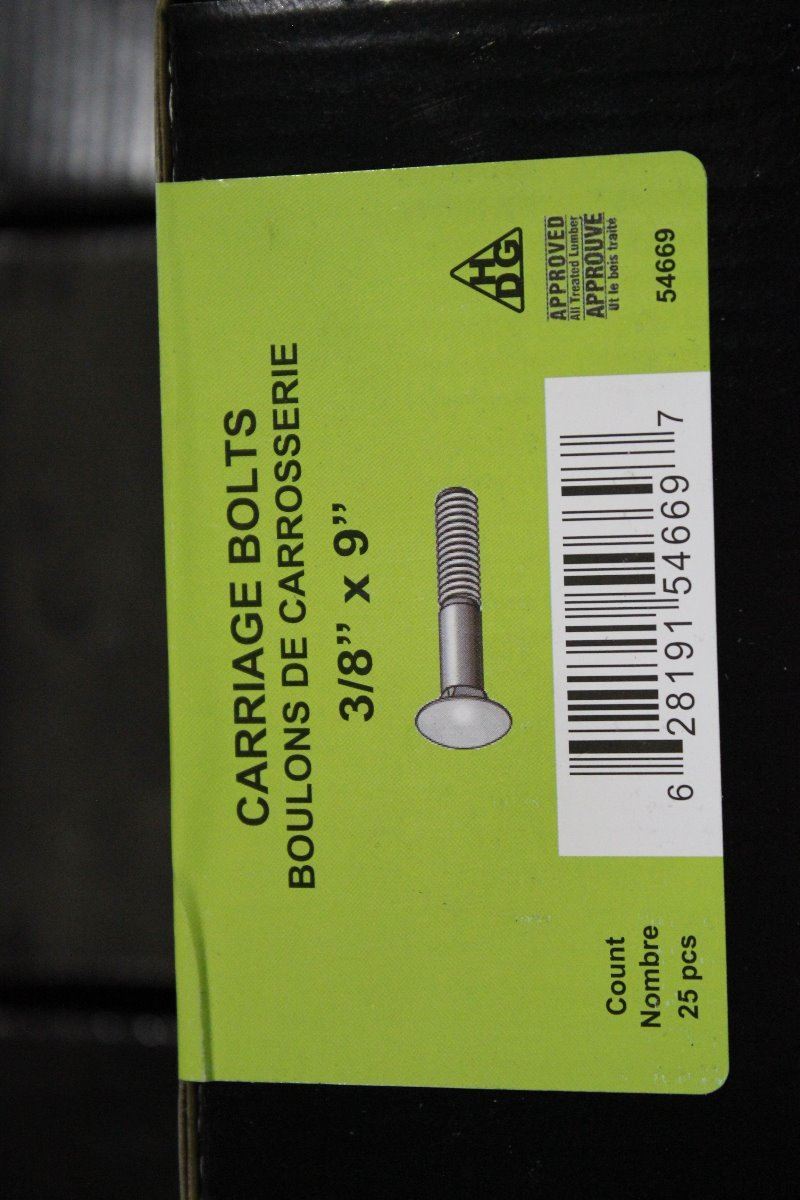 CARRIAGE BOLTS
BOULONS DE CARROSSERIE
3/8” x 9”
H
DG
APPROVED
All Treated Lumber
APPROUVÉ
Ut le bois traité
54669
6 28191 54669 7
Count
Nombre
25 pcs